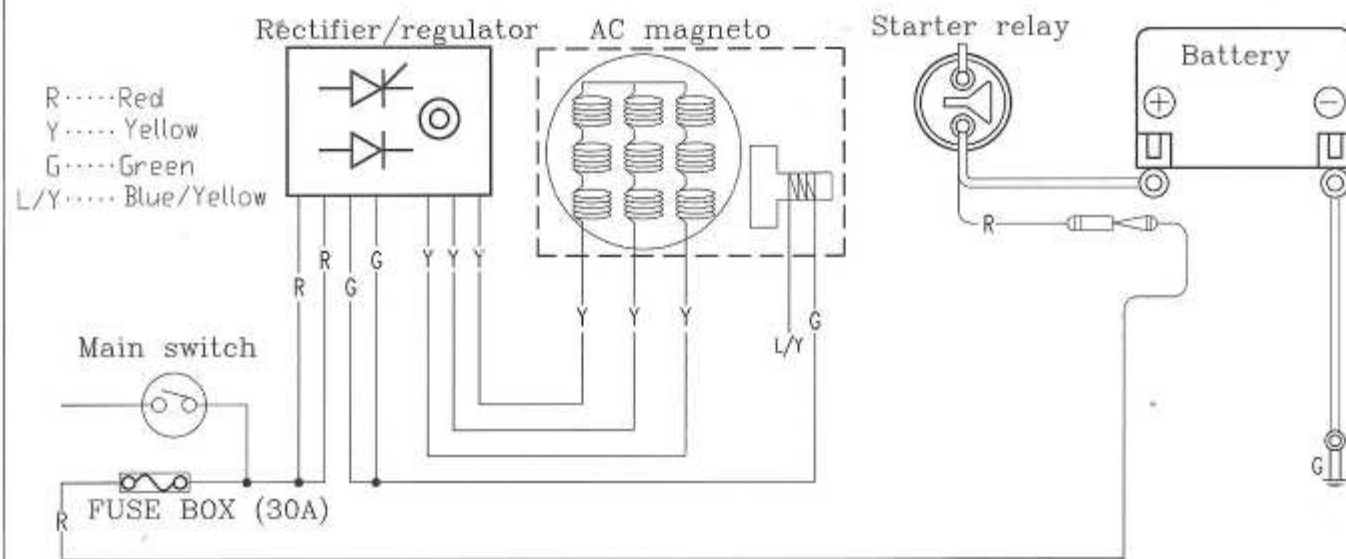 Rectifier/regulator
AC magneto
Starter relay
Battery
R·····Red
Y·····Yellow
G·····Green
L/Y·····Blue/Yellow
+
−
R
R
R
G
G
Y
Y
Y
Y
Y
Y
L/Y
G
Main switch
FUSE BOX (30A)
R
G